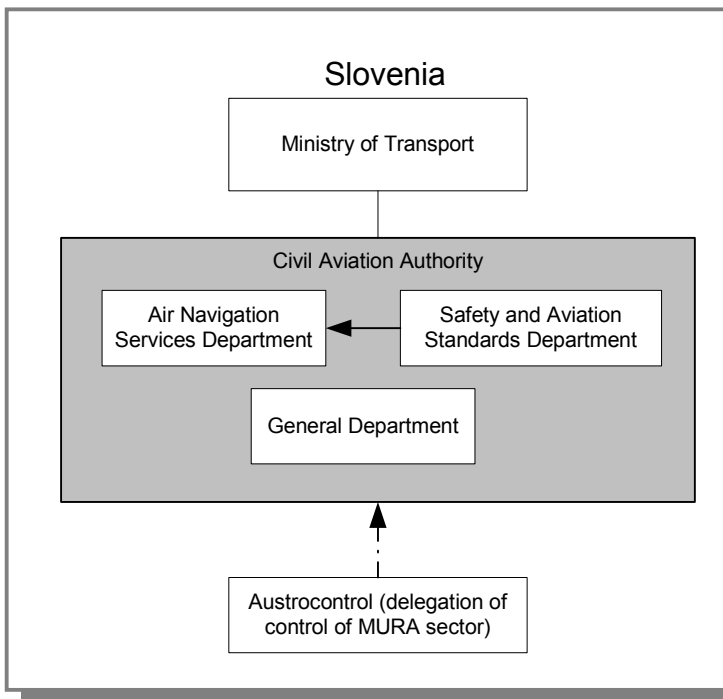 Slovenia
Ministry of Transport
Civil Aviation Authority
Air Navigation
Services Department
Safety and Aviation
Standards Department
General Department
Austrocontrol (delegation of
control of MURA sector)